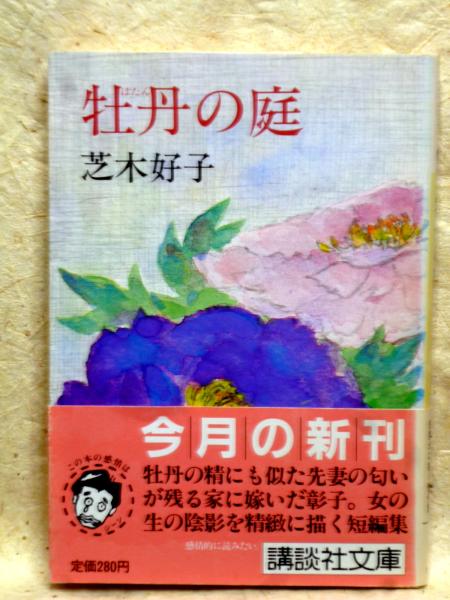 ぼたん
牡丹の庭
芝木好子
今月の新刊
この本の感情は
牡丹の精にも似た先妻の匂い
が残る家に嫁いだ彰子。女の
生の陰影を精緻に描く短編集
感情的に読みたい
定価280円
講談社文庫